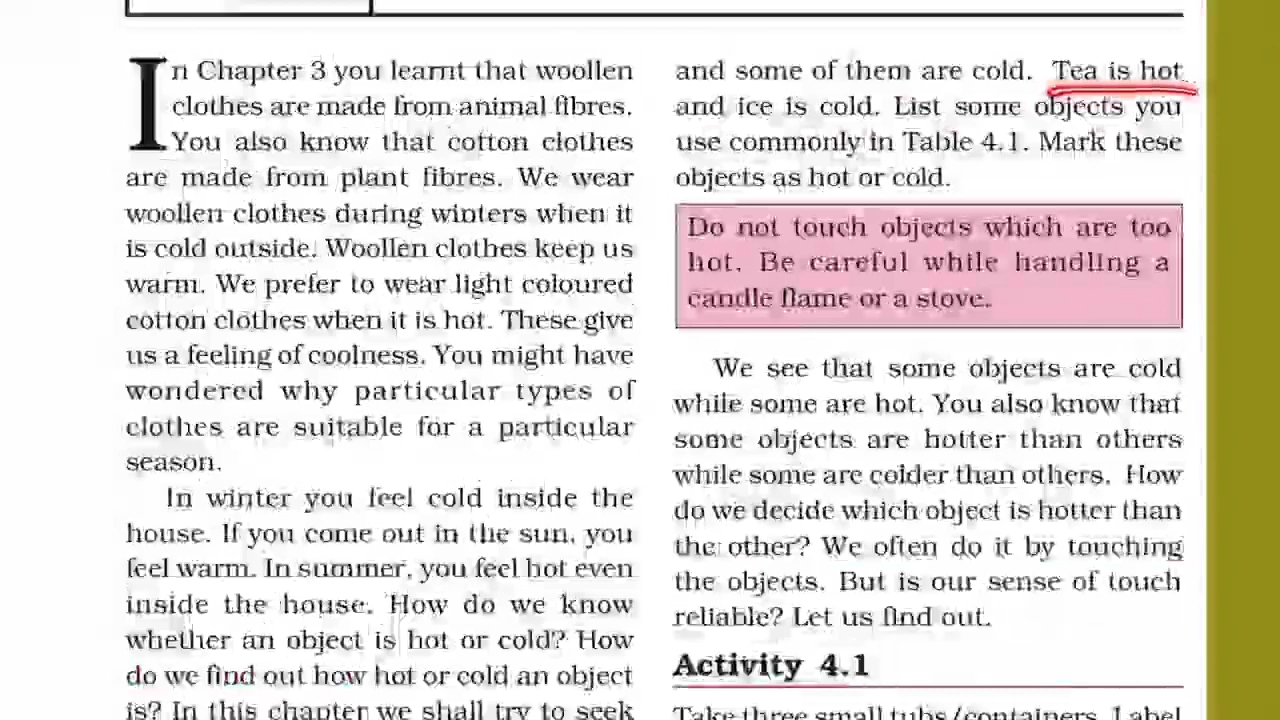 In Chapter 3 you learnt that woollen
clothes are made from animal fibres.
You also know that cotton clothes
are made from plant fibres. We wear
woollen clothes during winters when it
is cold outside. Woollen clothes keep us
warm. We prefer to wear light coloured
cotton clothes when it is hot. These give
us a feeling of coolness. You might have
wondered why particular types of
clothes are suitable for a particular
season.
In winter you feel cold inside the
house. If you come out in the sun, you
feel warm. In summer, you feel hot even
inside the house. How do we know
whether an object is hot or cold? How
do we find out how hot or cold an object
is? In this chapter we shall try to seek
and some of them are cold. Tea is hot
and ice is cold. List some objects you
use commonly in Table 4.1. Mark these
objects as hot or cold.
Do not touch objects which are too
hot. Be careful while handling a
candle flame or a stove.
We see that some objects are cold
while some are hot. You also know that
some objects are hotter than others
while some are colder than others. How
do we decide which object is hotter than
the other? We often do it by touching
the objects. But is our sense of touch
reliable? Let us find out.
Activity 4.1
Take three small tubs/containers. Label